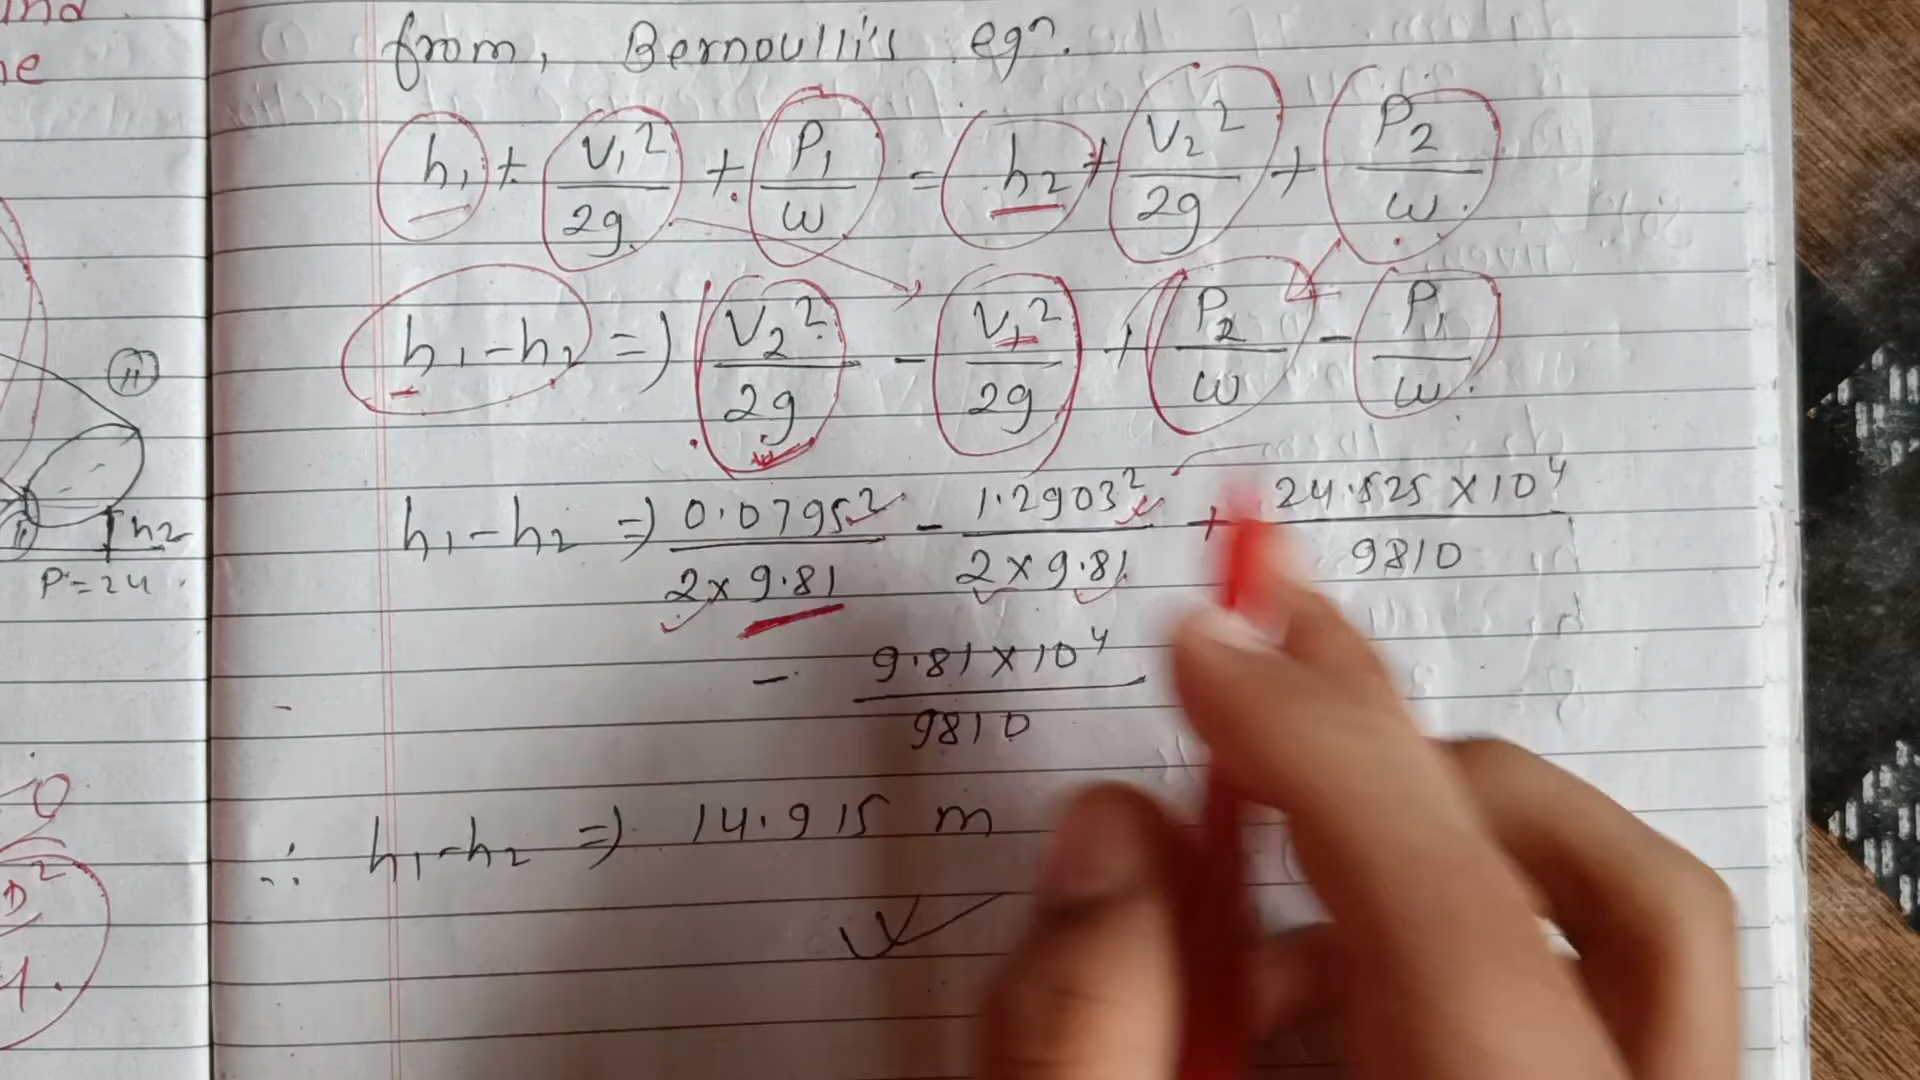 from, Bernoulli's eqn.
h₁ + V₁²/2g + P₁/w = h₂ + V₂²/2g + P₂/w.
h₁-h₂ => V₂²/2g - V₁²/2g + P₂/w - P₁/w.
h₁-h₂ => 0.0795²/2×9.81 - 1.2903²/2×9.81 + 24.525×10⁴/9810
- 9.81×10⁴/9810
∴ h₁-h₂ => 14.915 m
h₂
P=24
D²